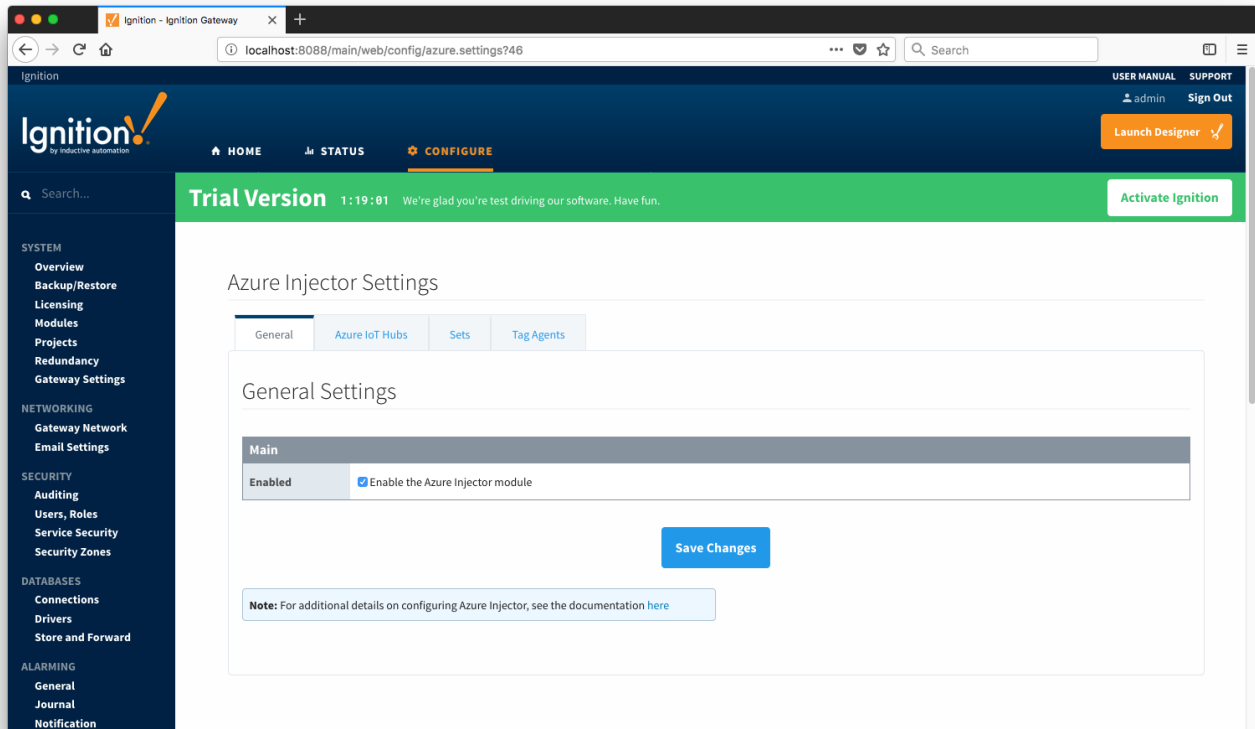 Ignition - Ignition Gateway
localhost:8088/main/web/config/azure.settings?46
Search
Ignition
USER MANUAL SUPPORT
admin Sign Out
Ignition!
by inductive automation
Launch Designer
HOME STATUS CONFIGURE
Search...
Trial Version 1:19:01 We're glad you're test driving our software. Have fun.
Activate Ignition
SYSTEM
Overview
Backup/Restore
Licensing
Modules
Projects
Redundancy
Gateway Settings
NETWORKING
Gateway Network
Email Settings
SECURITY
Auditing
Users, Roles
Service Security
Security Zones
DATABASES
Connections
Drivers
Store and Forward
ALARMING
General
Journal
Notification
Azure Injector Settings
General Azure IoT Hubs Sets Tag Agents
General Settings
Main
Enabled Enable the Azure Injector module
Save Changes
Note: For additional details on configuring Azure Injector, see the documentation here